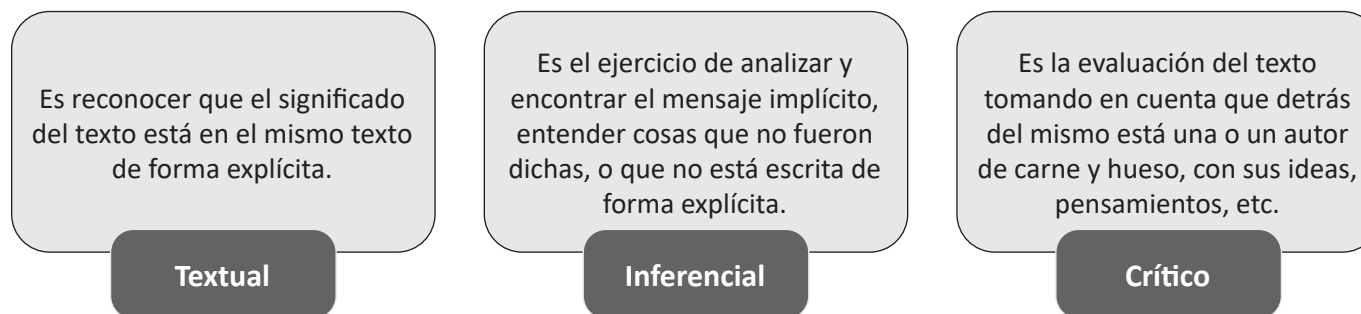 Es reconocer que el significado
del texto está en el mismo texto
de forma explícita.
Textual
Es el ejercicio de analizar y
encontrar el mensaje implícito,
entender cosas que no fueron
dichas, o que no está escrita de
forma explícita.
Inferencial
Es la evaluación del texto
tomando en cuenta que detrás
del mismo está una o un autor
de carne y hueso, con sus ideas,
pensamientos, etc.
Crítico